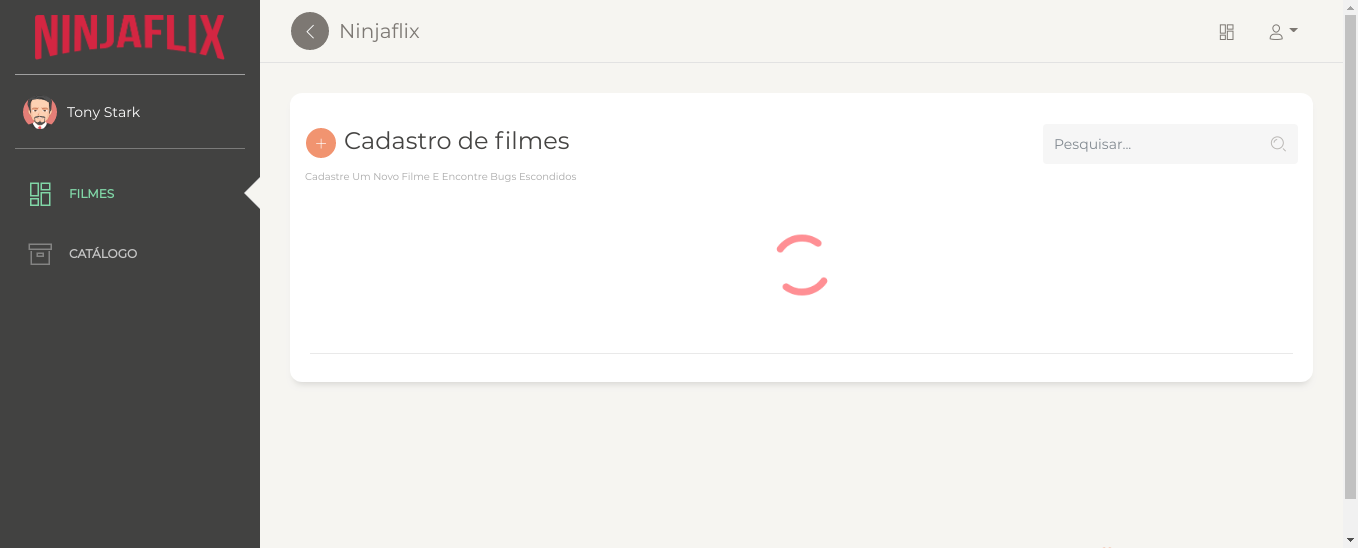 NINJAFLIX
Ninjaflix
Tony Stark
FILMES
CATÁLOGO
Cadastro de filmes
Pesquisar...
Cadastre Um Novo Filme E Encontre Bugs Escondidos